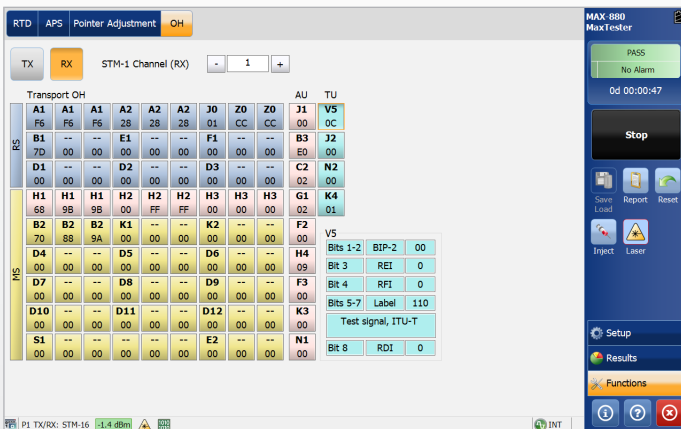 RTD APS Pointer Adjustment OH
MAX-880
MaxTester
TX RX STM-1 Channel (RX) - 1 +
PASS
No Alarm
0d 00:00:47
Transport OH AU TU
A1 A1 A1 A2 A2 A2 J0 Z0 Z0 J1 V5
F6 F6 F6 28 28 28 01 CC CC 00 0C
RS
B1 -- -- E1 -- -- F1 -- -- B3 J2
7D 00 00 00 00 00 00 00 00 E0 00
D1 -- -- D2 -- -- D3 -- -- C2 N2
00 00 00 00 00 00 00 00 00 02 00
H1 H1 H1 H2 H2 H2 H3 H3 H3 G1 K4
68 9B 9B 00 FF FF 00 00 00 02 01
MS
B2 B2 B2 K1 -- -- K2 -- -- F2
70 88 9A 00 00 00 00 00 00 00
D4 -- -- D5 -- -- D6 -- -- H4
00 00 00 00 00 00 00 00 00 09
D7 -- -- D8 -- -- D9 -- -- F3
00 00 00 00 00 00 00 00 00 00
D10 -- -- D11 -- -- D12 -- -- K3
00 00 00 00 00 00 00 00 00 00
S1 -- -- -- -- -- E2 -- -- N1
00 00 00 00 00 00 00 00 00 00
V5
Bits 1-2 BIP-2 00
Bit 3 REI 0
Bit 4 RFI 0
Bits 5-7 Label 110
Test signal, ITU-T
Bit 8 RDI 0
Stop
Save Load
Report
Reset
Inject
Laser
Setup
Results
Functions
P1 TX/RX: STM-16 -1.4 dBm
INT